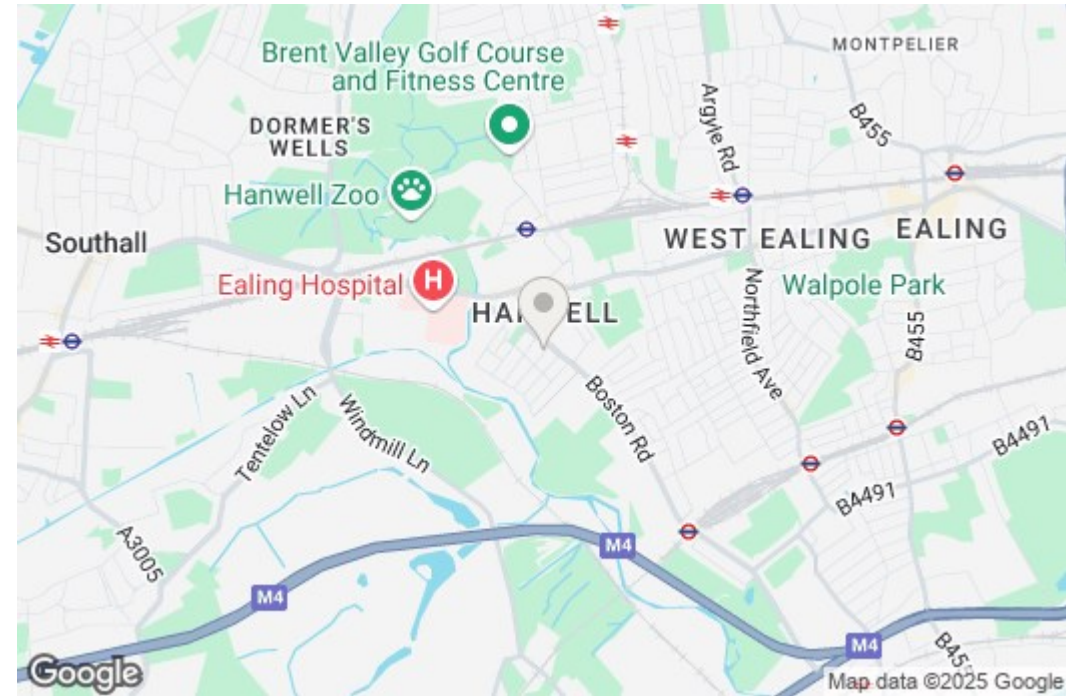 Brent Valley Golf Course
and Fitness Centre
MONTPELIER
DORMER'S
WELLS
Argyle Rd
B455
Hanwell Zoo
Southall
WEST EALING
EALING
Ealing Hospital
H
Walpole Park
Northfield Ave
B455
Boston Rd
Tentelow Ln
Windmill Ln
B4491
B4491
A3005
M4
M4
M4
Google
Map data ©2025 Google